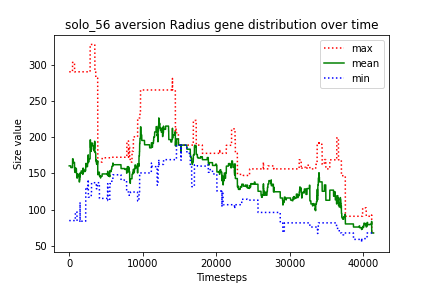 solo_56 aversion Radius gene distribution over time
max
mean
min
Size value
300
250
200
150
100
50
0 10000 20000 30000 40000
Timesteps